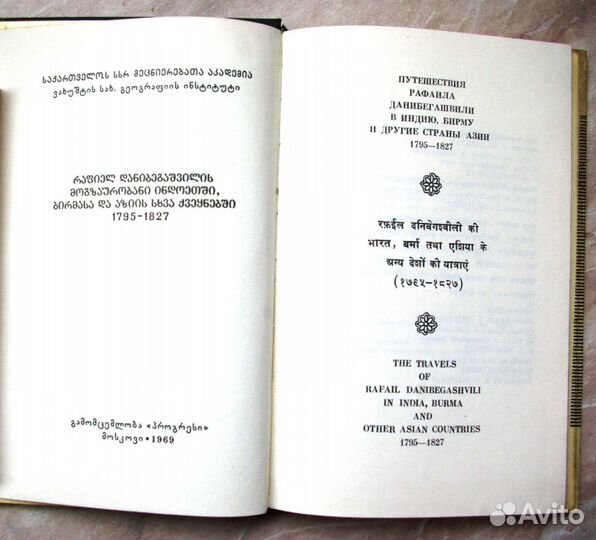 საქართველოს სსრ მეცნიერებათა აკადემია
ვახუშტის სახ. გეოგრაფიის ინსტიტუტი
რაფიელ დანიბეგაშვილის
მოგზაურობანი ინდოეთში,
ბირმასა და აზიის სხვა ქვეყნებში
1795-1827
გამომცემლობა «პროგრესი»
მოსკოვი · 1969
ПУТЕШЕСТВИЯ
РАФАИЛА
ДАНИБЕГАШВИЛИ
В ИНДИЮ, БИРМУ
И ДРУГИЕ СТРАНЫ АЗИИ
1795—1827
रफ़ईल दनिबेगश्वीली की
भारत, बर्मा तथा एशिया के
अन्य देशों की यात्राएं
(१७९५-१८२७)
THE TRAVELS
OF
RAFAIL DANIBEGASHVILI
IN INDIA, BURMA
AND
OTHER ASIAN COUNTRIES
1795—1827
Avito